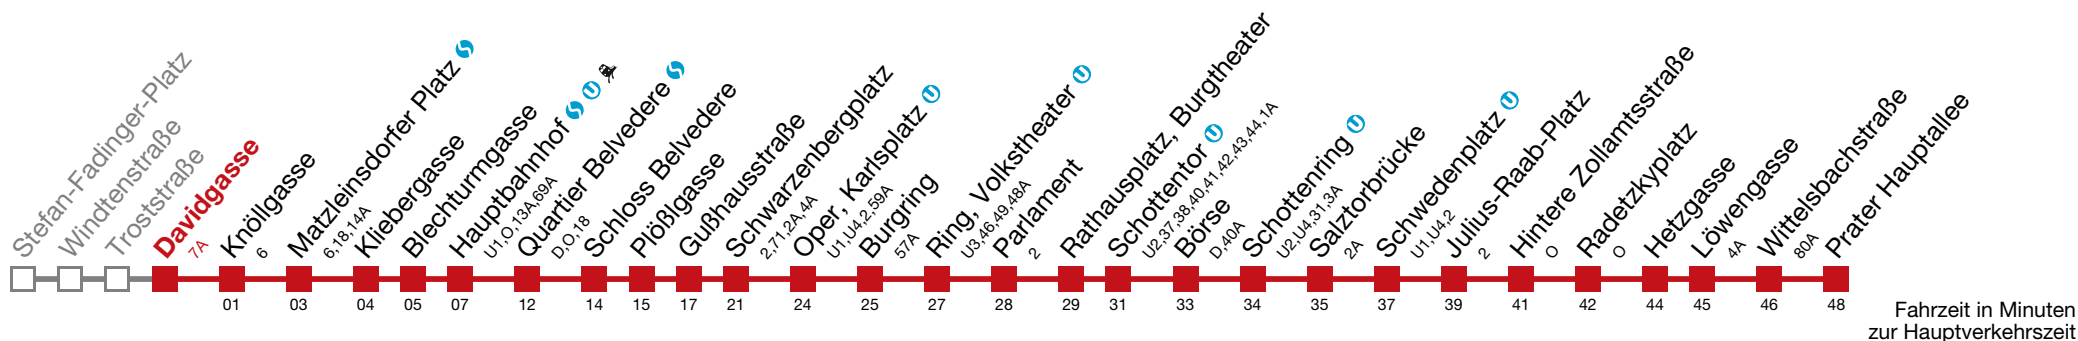 Stefan-Fadinger-Platz
Windtenstraße
Troststraße
Davidgasse
7A
Knöllgasse
6
01
Matzleinsdorfer Platz
6,18,14A
03
Kliebergasse
04
Blechturmgasse
05
Hauptbahnhof
U1,O,13A,69A
07
Quartier Belvedere
D,O,18
12
Schloss Belvedere
14
Plößlgasse
15
Gußhausstraße
17
Schwarzenbergplatz
2,71,2A,4A
21
Oper, Karlsplatz U
U1,U4,2,59A
24
Burgring
57A
25
Ring, Volkstheater U
U3,46,49,48A
27
Parlament
2
28
Rathausplatz, Burgtheater
29
Schottentor U
U2,37,38,40,41,42,43,44,1A
31
Börse
D,40A
33
Schottenring U
U2,U4,31,3A
34
Salztorbrücke
2A
35
Schwedenplatz U
U1,U4,2
37
Julius-Raab-Platz
2
39
Hintere Zollamtsstraße
O
41
Radetzkyplatz
O
42
Hetzgasse
44
Löwengasse
4A
45
Wittelsbachstraße
80A
46
Prater Hauptallee
48
Fahrzeit in Minuten
zur Hauptverkehrszeit